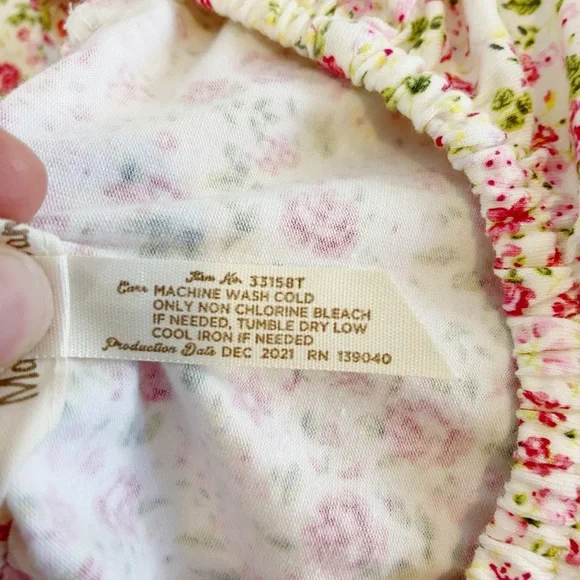 Item No. 33158T
Care MACHINE WASH COLD
ONLY NON CHLORINE BLEACH
IF NEEDED, TUMBLE DRY LOW
COOL IRON IF NEEDED
Production Date DEC 2021 RN 139040